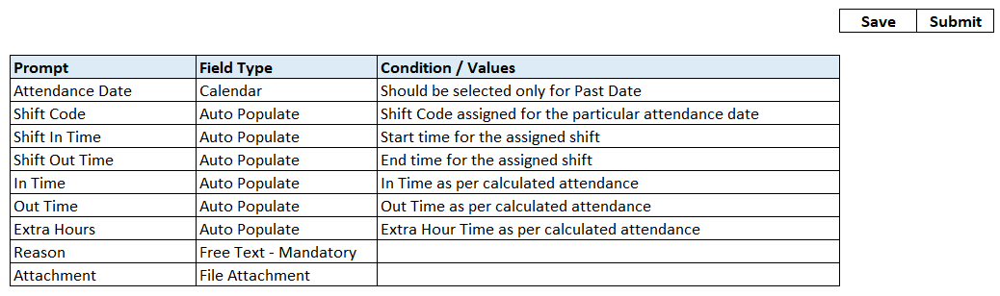 Save Submit
Prompt Field Type Condition / Values
Attendance Date Calendar Should be selected only for Past Date
Shift Code Auto Populate Shift Code assigned for the particular attendance date
Shift In Time Auto Populate Start time for the assigned shift
Shift Out Time Auto Populate End time for the assigned shift
In Time Auto Populate In Time as per calculated attendance
Out Time Auto Populate Out Time as per calculated attendance
Extra Hours Auto Populate Extra Hour Time as per calculated attendance
Reason Free Text - Mandatory
Attachment File Attachment